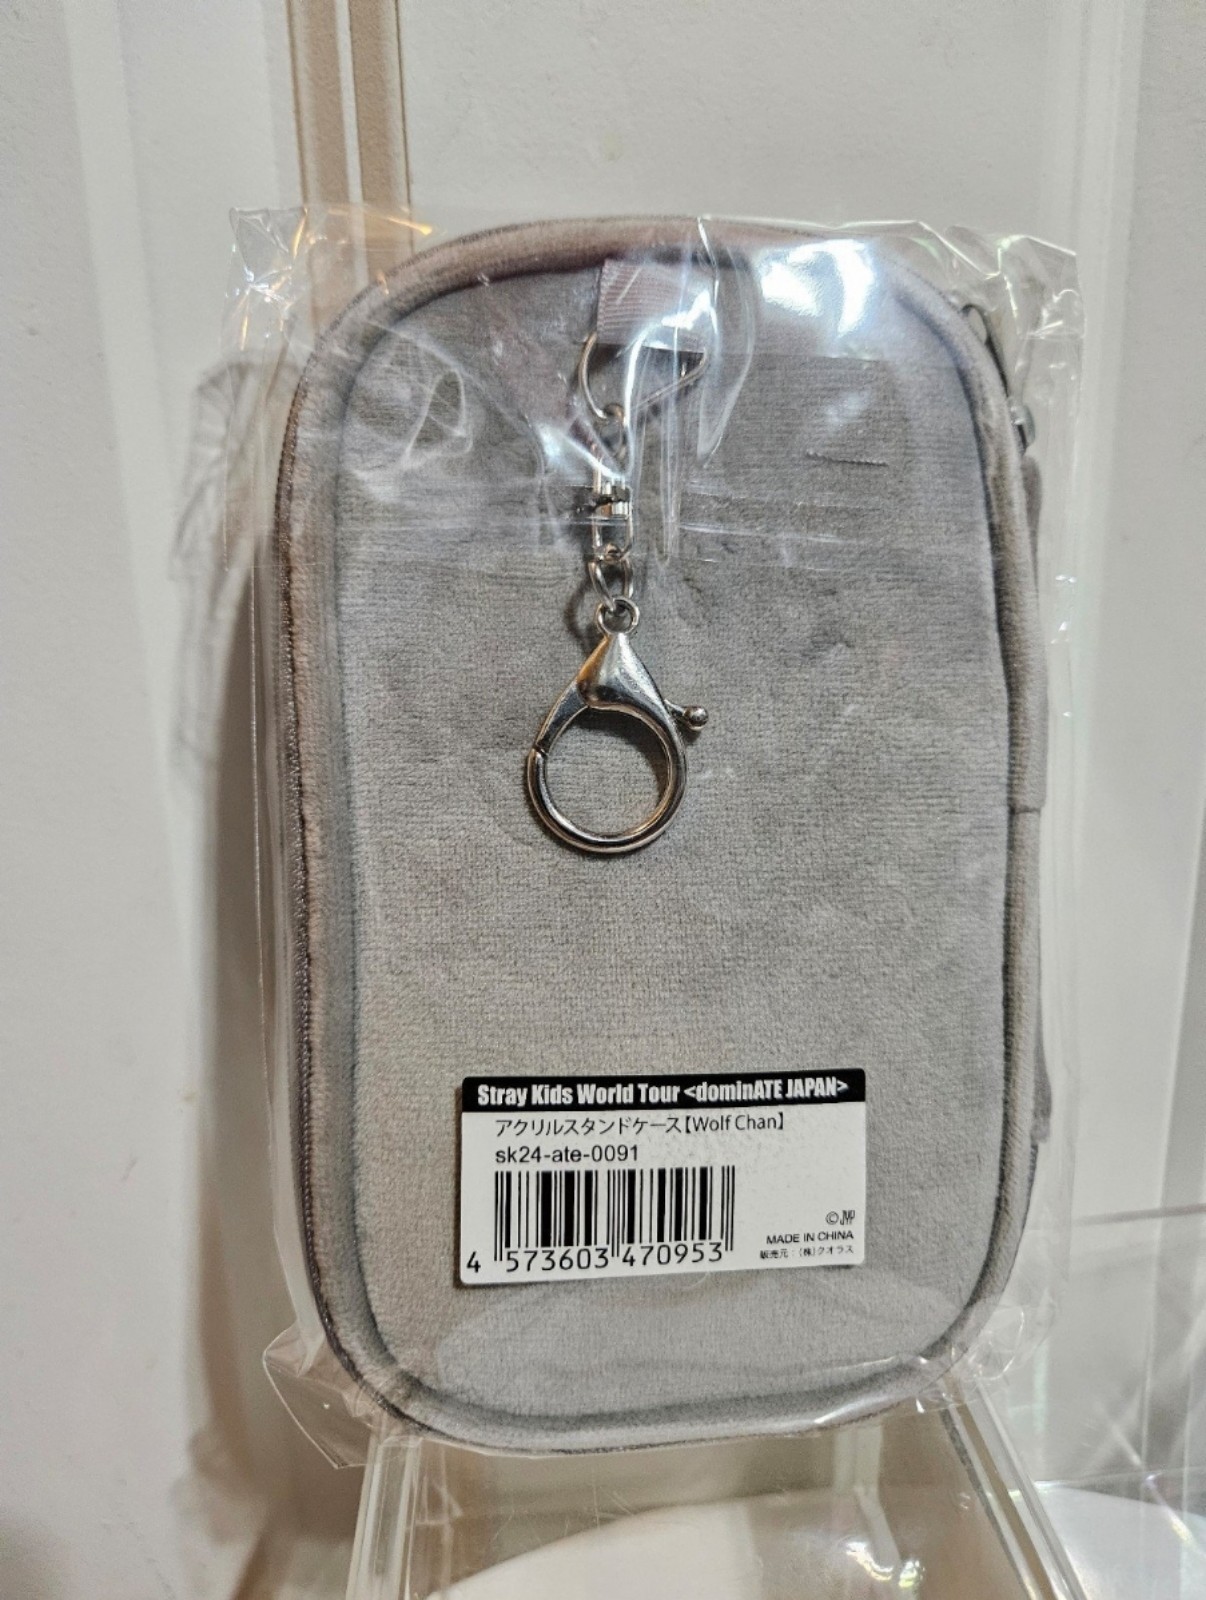 Stray Kids World Tour <dominATE JAPAN>
アクリルスタンドケース【Wolf Chan】
sk24-ate-0091
4 573603 470953
© JYP
MADE IN CHINA
販売元：(株)クオラス